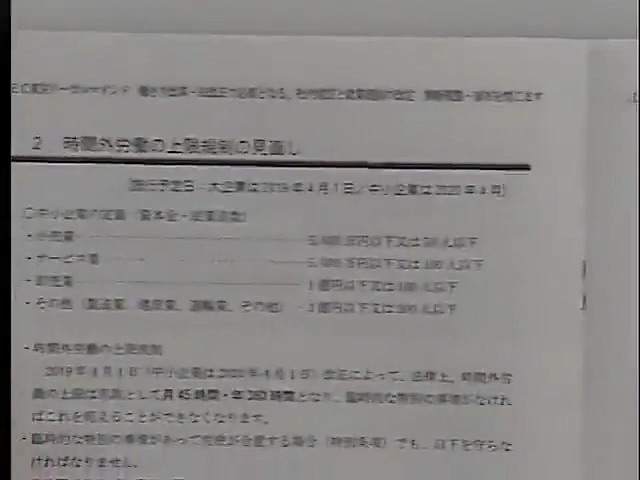 2 時間外労働の上限規制の見直し
[施行予定日:大企業は2019年4月1日/中小企業は2020年4月]
〇中小企業の定義(資本金・従業員数)
・小売業 5,000万円以下又は50人以下
・サービス業 5,000万円以下又は100人以下
・卸売業 1億円以下又は100人以下
・その他(製造業、建設業、運輸業、その他) 3億円以下又は300人以下
・時間外労働の上限規制
2019年4月1日(中小企業は2020年4月1日)改正によって、法律上、時間外労
働の上限は原則として月45時間・年360時間となり、臨時的な特別の事情がなけれ
ばこれを超えることができなくなります。
・臨時的な特別の事情があって労使が合意する場合(特別条項)でも、以下を守らな
ければなりません。